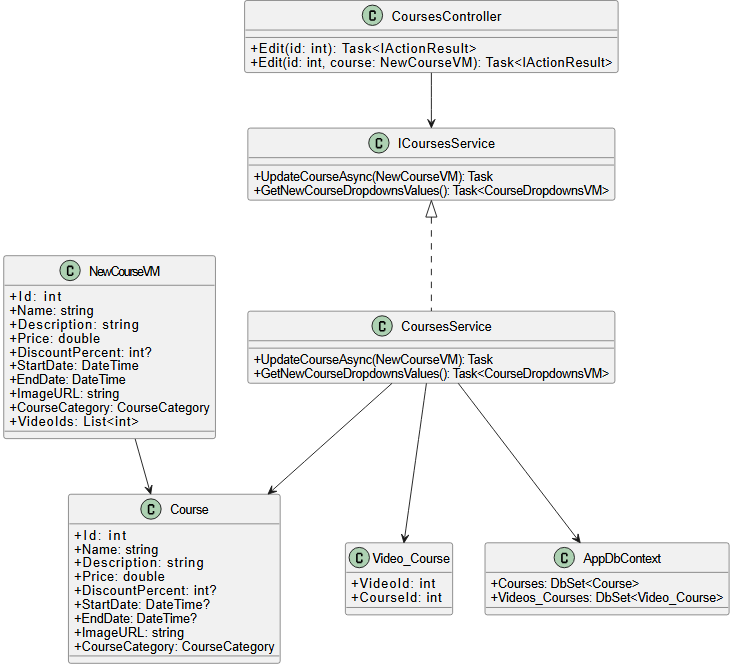 C CoursesController
+Edit(id: int): Task<IActionResult>
+Edit(id: int, course: NewCourseVM): Task<IActionResult>
C ICoursesService
+UpdateCourseAsync(NewCourseVM): Task
+GetNewCourseDropdownsValues(): Task<CourseDropdownsVM>
C NewCourseVM
+Id: int
+Name: string
+Description: string
+Price: double
+DiscountPercent: int?
+StartDate: DateTime
+EndDate: DateTime
+ImageURL: string
+CourseCategory: CourseCategory
+VideoIds: List<int>
C CoursesService
+UpdateCourseAsync(NewCourseVM): Task
+GetNewCourseDropdownsValues(): Task<CourseDropdownsVM>
C Course
+Id: int
+Name: string
+Description: string
+Price: double
+DiscountPercent: int?
+StartDate: DateTime?
+EndDate: DateTime?
+ImageURL: string
+CourseCategory: CourseCategory
C Video_Course
+VideoId: int
+CourseId: int
C AppDbContext
+Courses: DbSet<Course>
+Videos_Courses: DbSet<Video_Course>